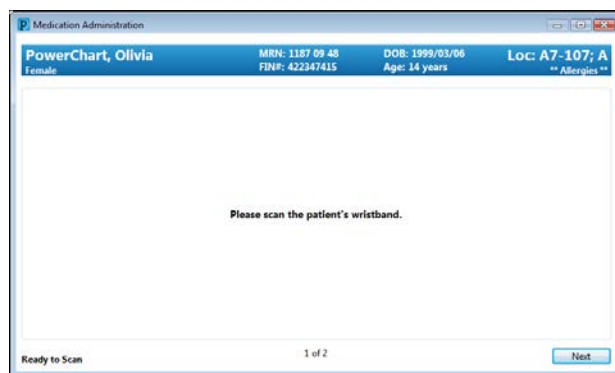 Medication Administration
PowerChart, Olivia MRN: 1187 09 48 DOB: 1999/03/06 Loc: A7-107; A
Female FIN#: 422347415 Age: 14 years ** Allergies **
Please scan the patient's wristband.
Ready to Scan 1 of 2 Next